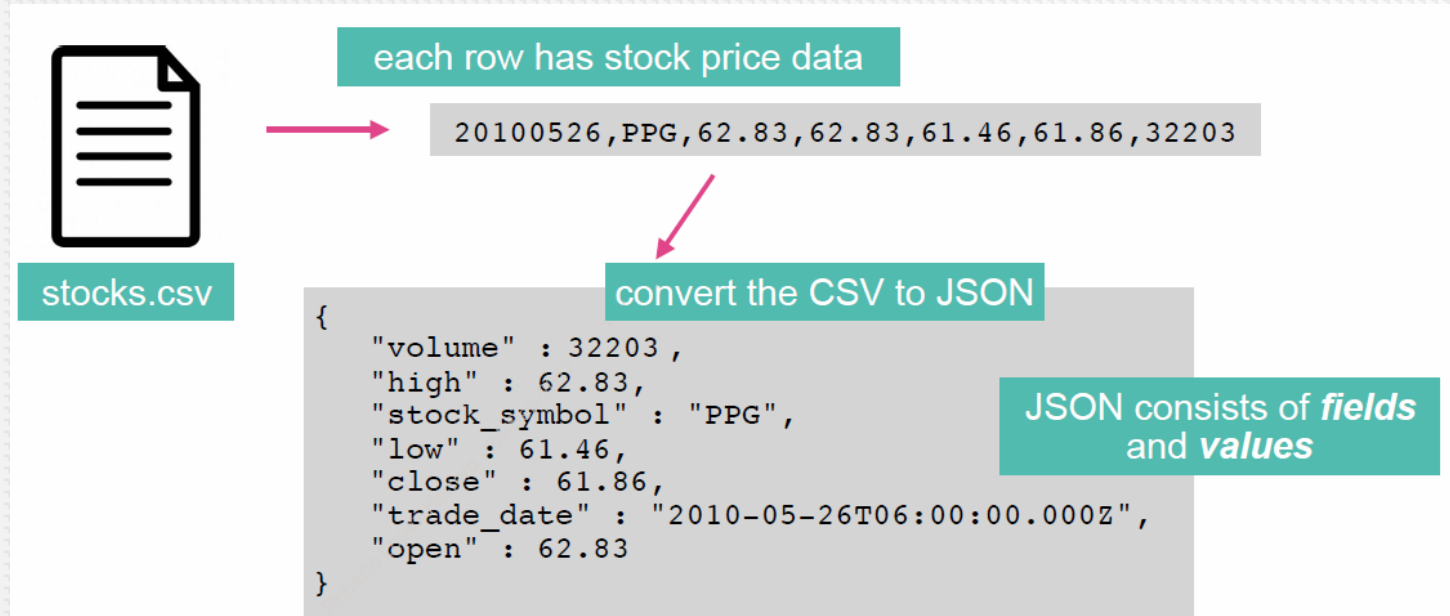 each row has stock price data
20100526,PPG,62.83,62.83,61.46,61.86,32203
stocks.csv
convert the CSV to JSON
{
"volume" : 32203 ,
"high" : 62.83,
"stock_symbol" : "PPG",
"low" : 61.46,
"close" : 61.86,
"trade_date" : "2010-05-26T06:00:00.000Z",
"open" : 62.83
}
JSON consists of fields
and values